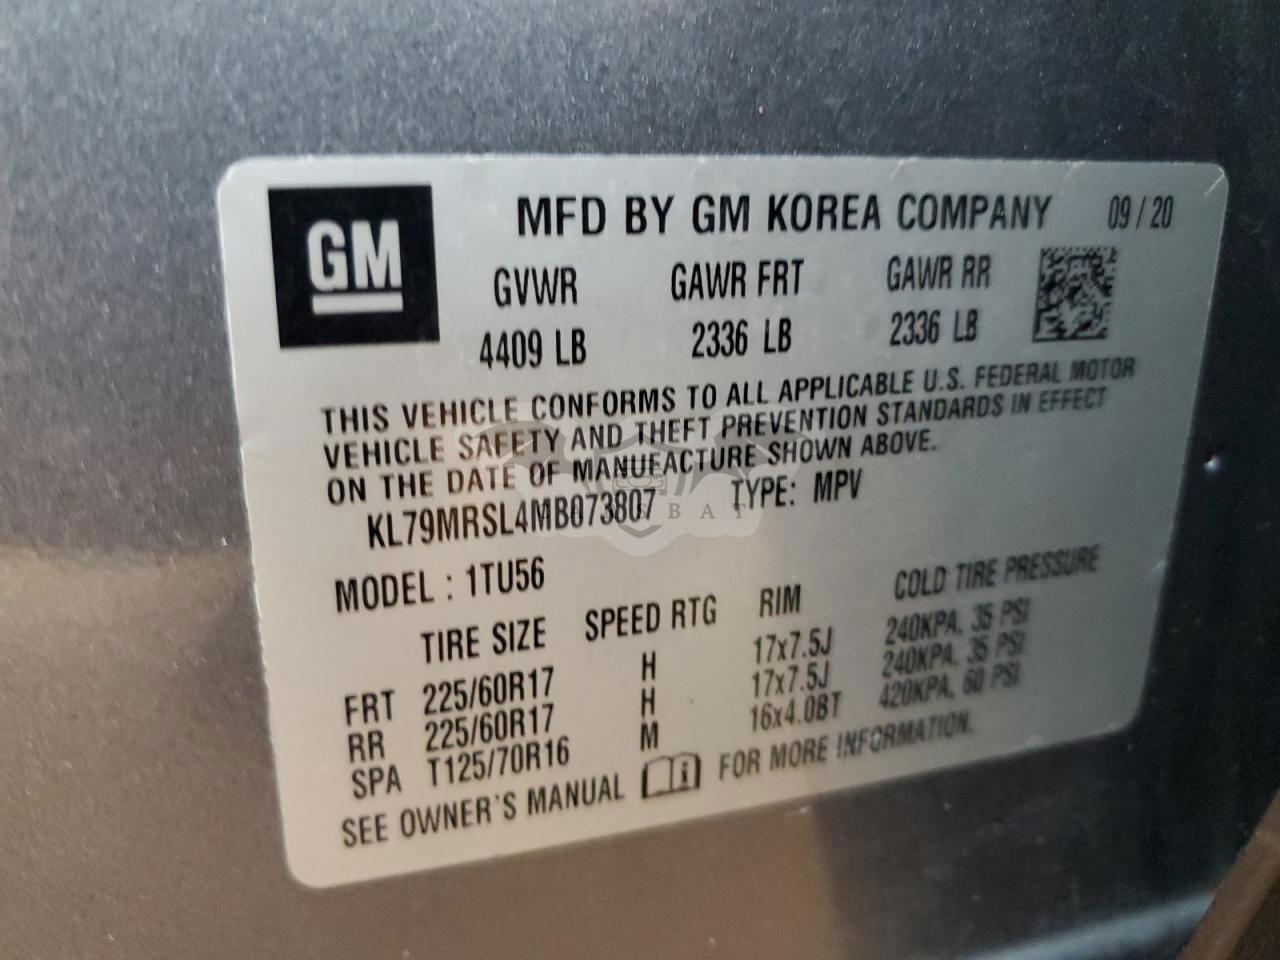 GM
MFD BY GM KOREA COMPANY 09/20
GVWR GAWR FRT GAWR RR
4409 LB 2336 LB 2336 LB
THIS VEHICLE CONFORMS TO ALL APPLICABLE U.S. FEDERAL MOTOR
VEHICLE SAFETY AND THEFT PREVENTION STANDARDS IN EFFECT
ON THE DATE OF MANUFACTURE SHOWN ABOVE.
KL79MRSL4MB073807 TYPE: MPV
MODEL : 1TU56
TIRE SIZE SPEED RTG RIM COLD TIRE PRESSURE
FRT 225/60R17 H 17x7.5J 240KPA, 35 PSI
RR 225/60R17 H 17x7.5J 240KPA, 35 PSI
SPA T125/70R16 M 16x4.0BT 420KPA, 60 PSI
SEE OWNER'S MANUAL FOR MORE INFORMATION.